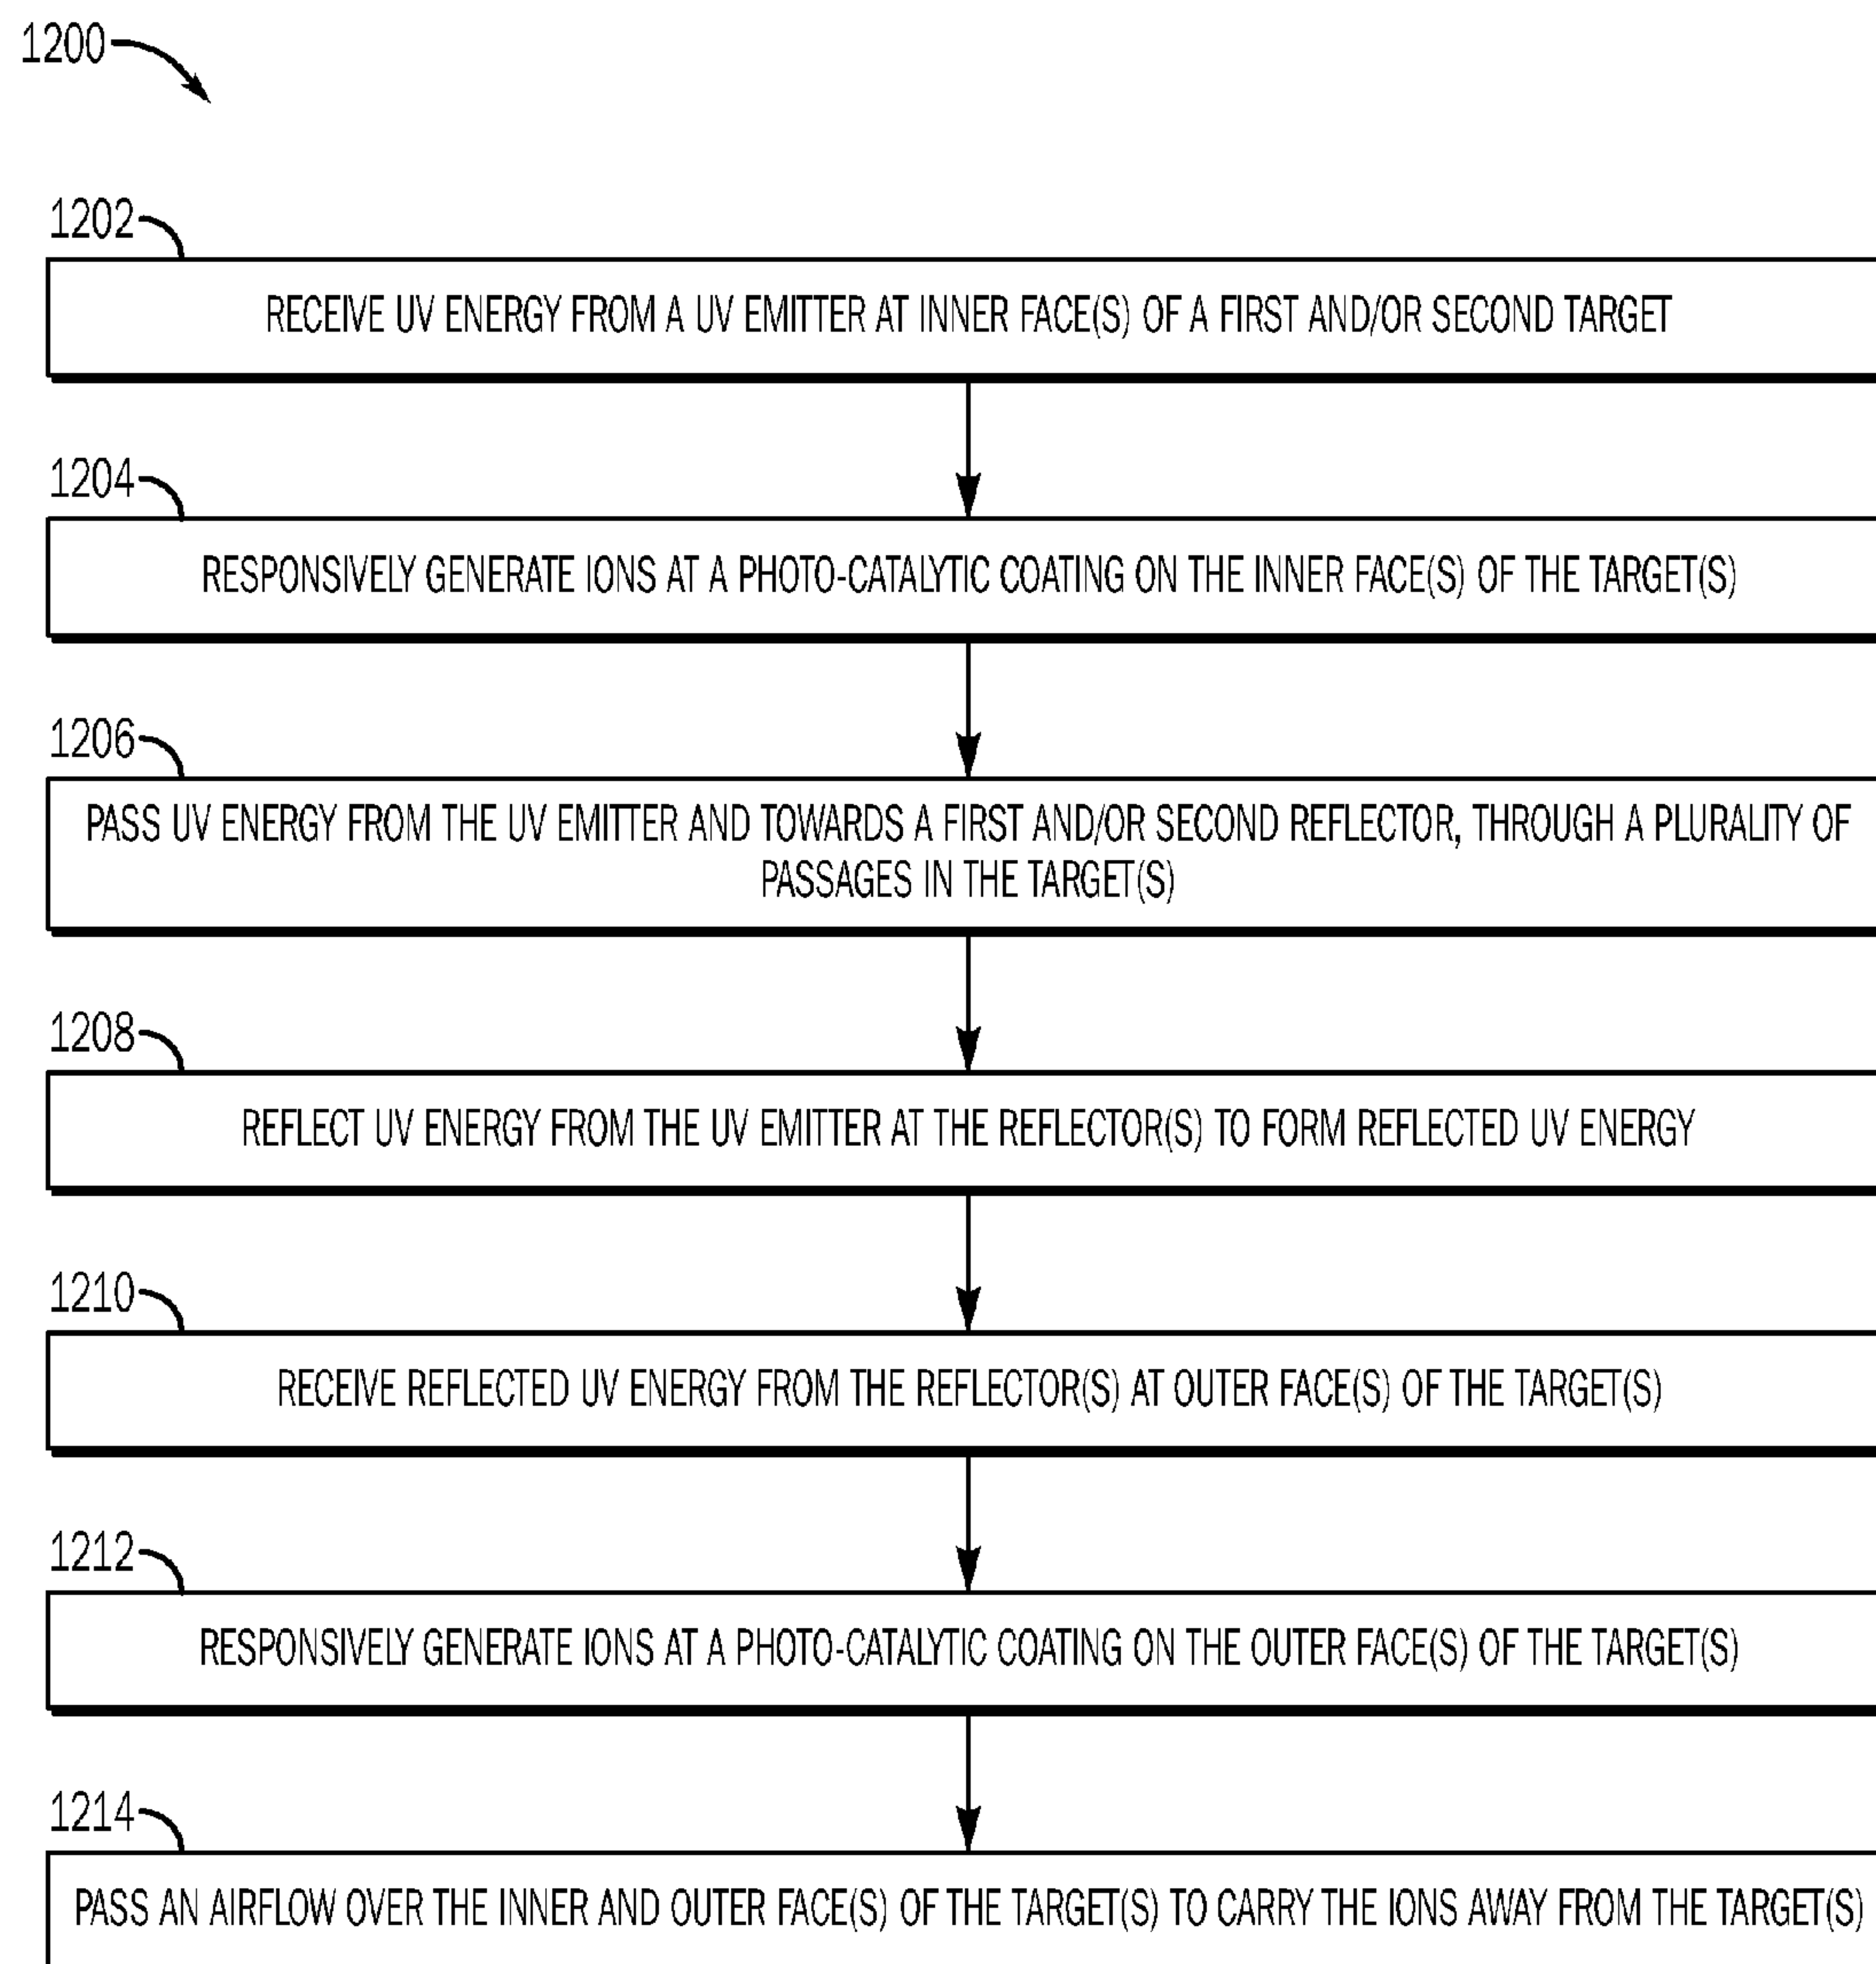 1200
1202
RECEIVE UV ENERGY FROM A UV EMITTER AT INNER FACE(S) OF A FIRST AND/OR SECOND TARGET
1204
RESPONSIVELY GENERATE IONS AT A PHOTO-CATALYTIC COATING ON THE INNER FACE(S) OF THE TARGET(S)
1206
PASS UV ENERGY FROM THE UV EMITTER AND TOWARDS A FIRST AND/OR SECOND REFLECTOR, THROUGH A PLURALITY OF
PASSAGES IN THE TARGET(S)
1208
REFLECT UV ENERGY FROM THE UV EMITTER AT THE REFLECTOR(S) TO FORM REFLECTED UV ENERGY
1210
RECEIVE REFLECTED UV ENERGY FROM THE REFLECTOR(S) AT OUTER FACE(S) OF THE TARGET(S)
1212
RESPONSIVELY GENERATE IONS AT A PHOTO-CATALYTIC COATING ON THE OUTER FACE(S) OF THE TARGET(S)
1214
PASS AN AIRFLOW OVER THE INNER AND OUTER FACE(S) OF THE TARGET(S) TO CARRY THE IONS AWAY FROM THE TARGET(S)